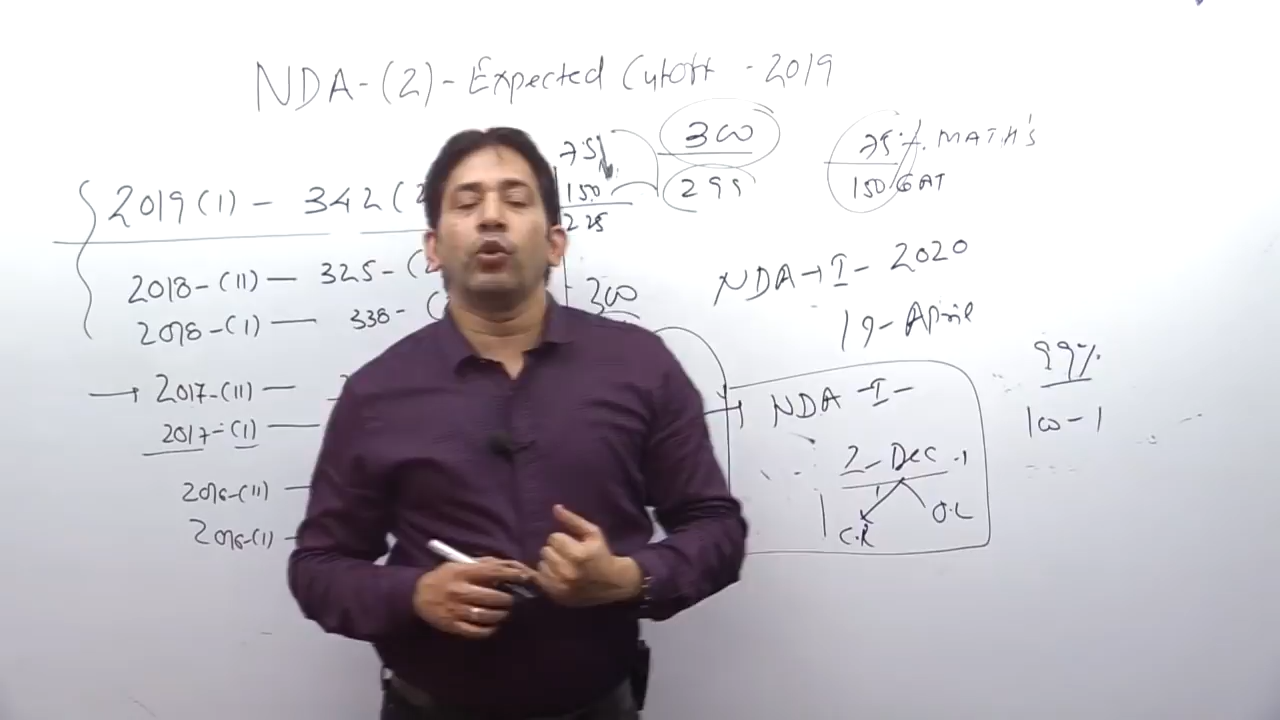 NDA-(2)-Expected Cutoff - 2019
2019(1) - 342(
2018-(11) - 325-(
2018-(1) - 338-(
→ 2017-(11) -
2017-(1) -
2016-(11) -
2016-(1) -
75
150
225
300
299
300
75% MATH'S
150 GAT
NDA→I- 2020
19-April
NDA -I-
2-Dec
C.R
O.L
99%
100-1